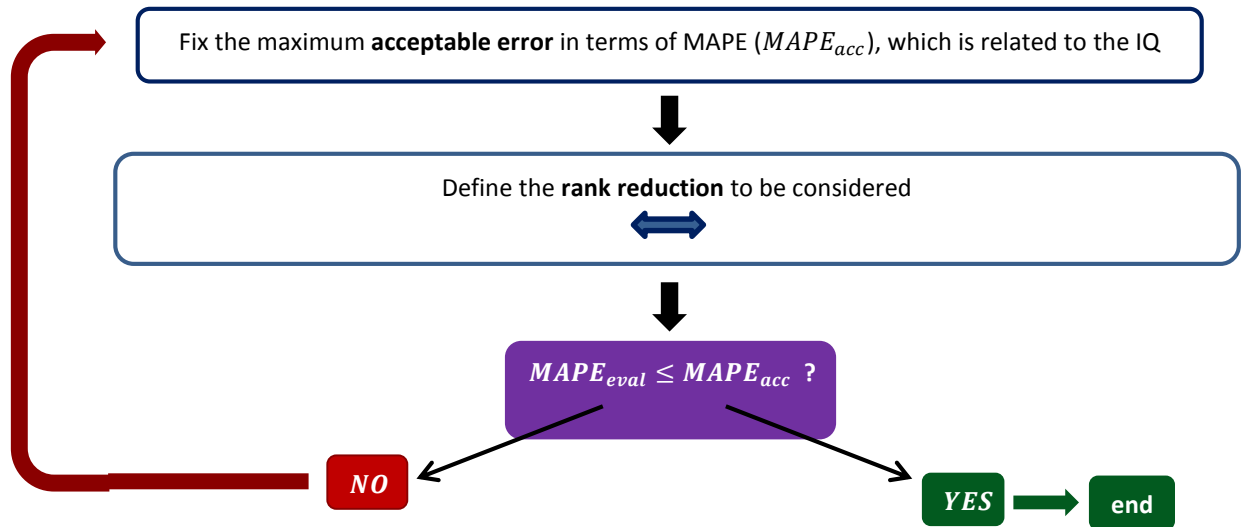 Fix the maximum acceptable error in terms of MAPE (MAPE_acc), which is related to the IQ
Define the rank reduction to be considered
MAPE_eval ≤ MAPE_acc ?
NO
YES
end